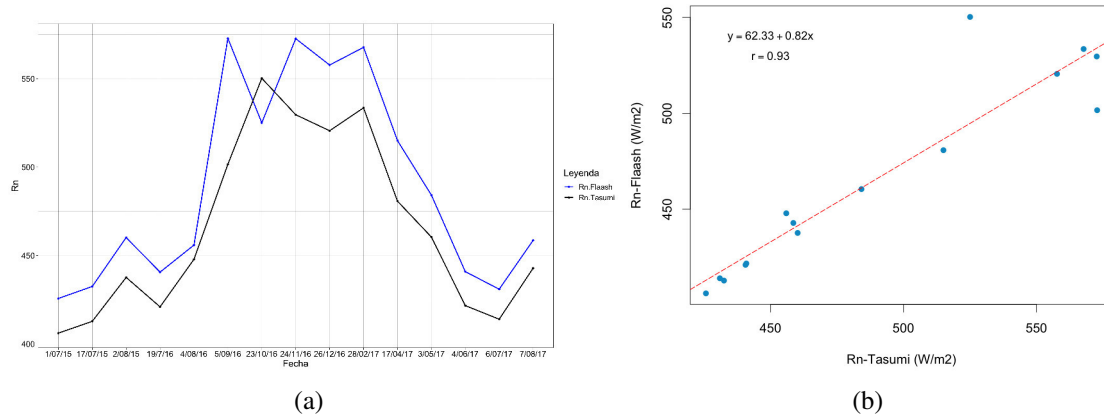 550
500
450
400
Rn
1/07/15 17/07/15 2/08/15 19/7/16 4/08/16 5/09/16 23/10/16 24/11/16 26/12/16 28/02/17 17/04/17 3/05/17 4/06/17 6/07/17 7/08/17
Fecha
Leyenda
Rn.Flaash
Rn.Tasumi
(a)
y = 62.33 + 0.82x
r = 0.93
550
500
450
Rn-Flaash (W/m2)
450 500 550
Rn-Tasumi (W/m2)
(b)